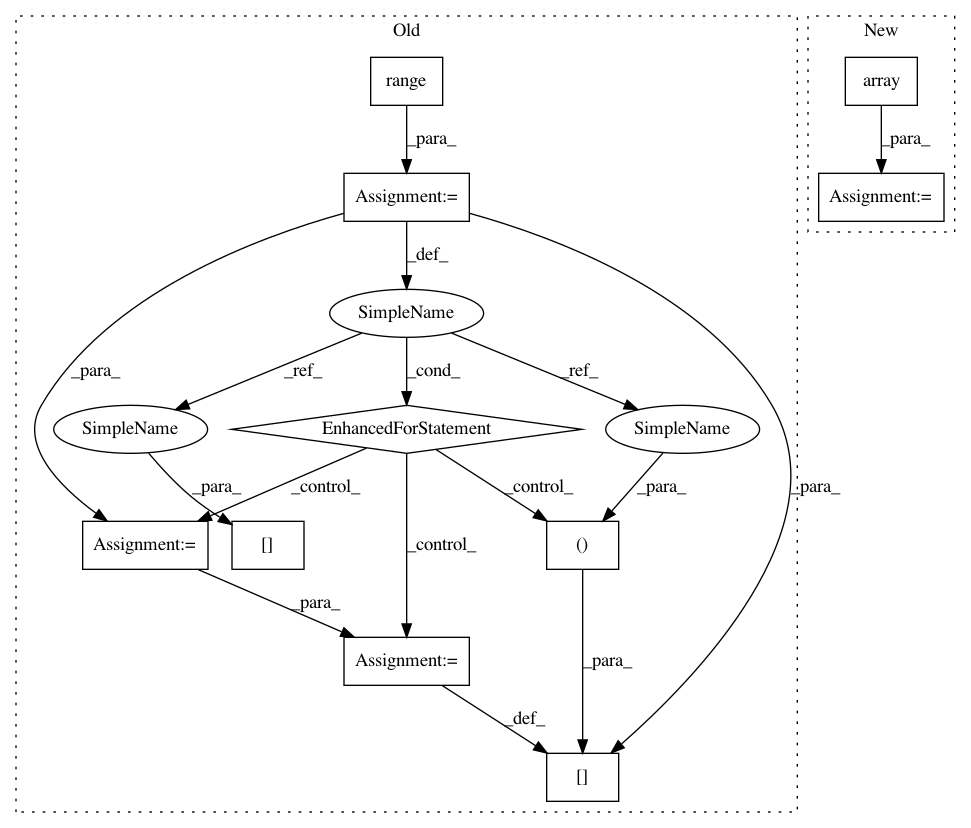 Old
New
range
array
_para_
_para_
Assignment:=
Assignment:=
_def_
SimpleName
_para_
_ref_
_cond_
_ref_
SimpleName
EnhancedForStatement
SimpleName
_para_
_control_
_control_
_para_
_para_
Assignment:=
[]
_control_
()
_para_
Assignment:=
_para_
_def_
[]